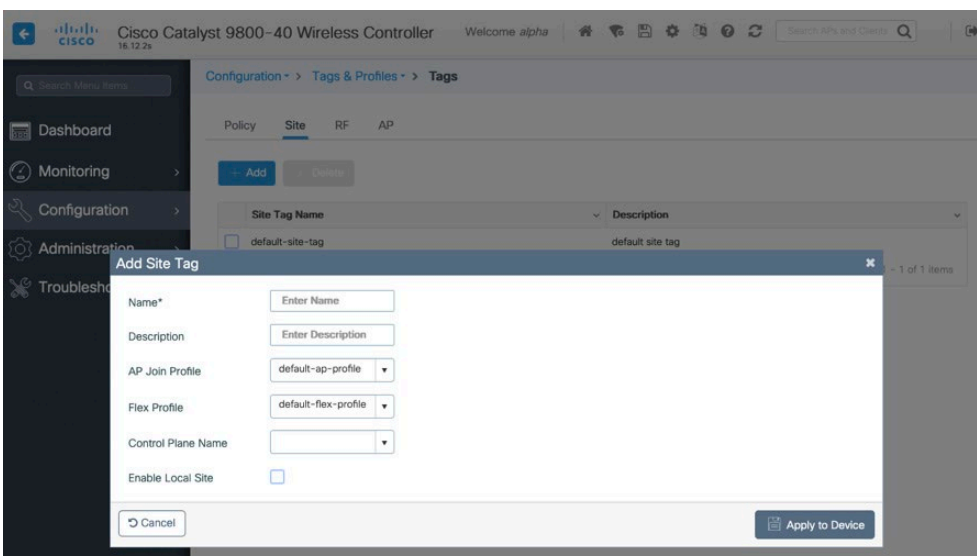 CISCO
Cisco Catalyst 9800-40 Wireless Controller
16.12.2s
Welcome alpha
Search APs and Clients
Search Menu Items
Dashboard
Monitoring
Configuration
Administration
Troublesho
Configuration > Tags & Profiles > Tags
Policy Site RF AP
+ Add
Delete
Site Tag Name Description
default-site-tag default site tag
- 1 of 1 items
Add Site Tag
Name* Enter Name
Description Enter Description
AP Join Profile default-ap-profile
Flex Profile default-flex-profile
Control Plane Name
Enable Local Site
Cancel Apply to Device